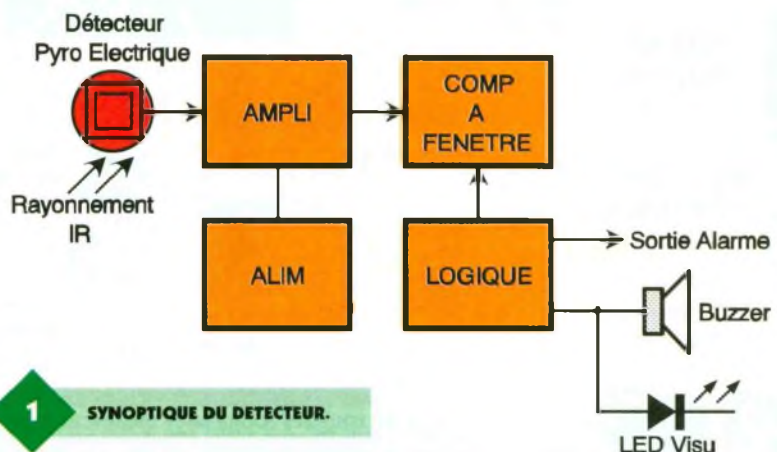 Détecteur
Pyro Electrique
AMPLI
COMP
A
FENETRE
Rayonnement
IR
ALIM
LOGIQUE
Sortie Alarme
Buzzer
LED Visu
1 SYNOPTIQUE DU DETECTEUR.